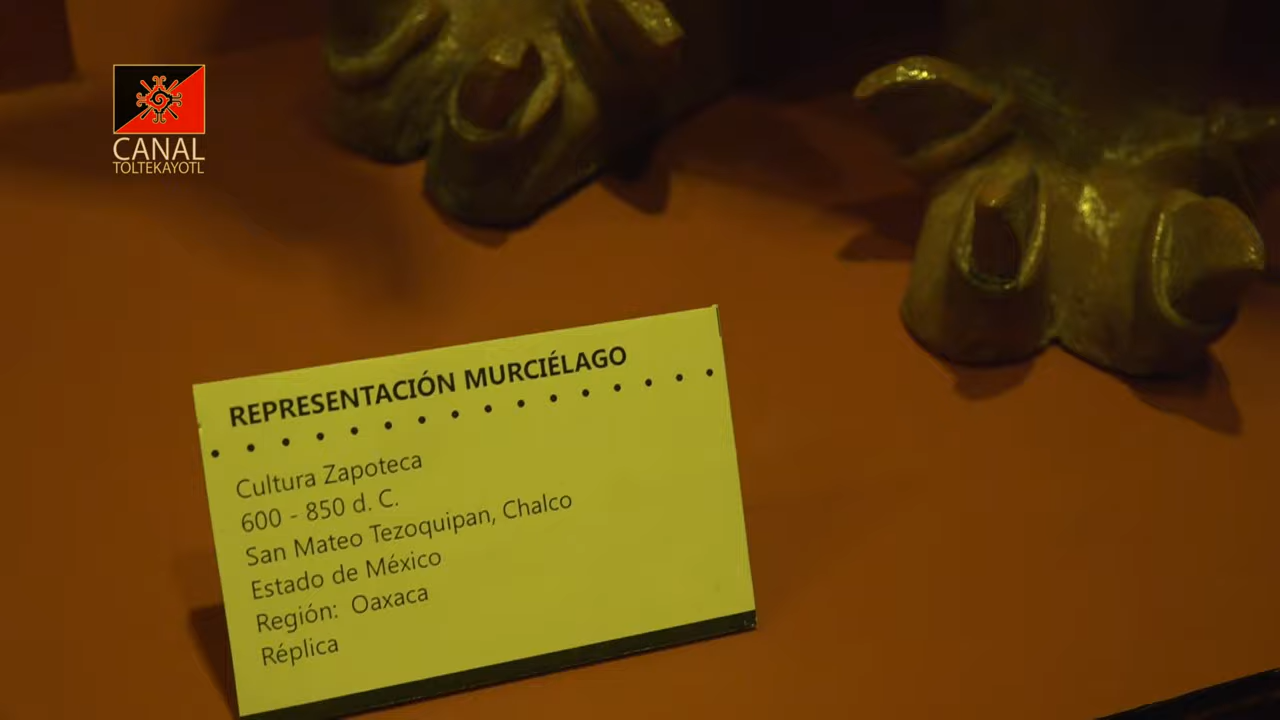 CANAL
TOLTEKAYOTL
REPRESENTACIÓN MURCIÉLAGO
Cultura Zapoteca
600 - 850 d. C.
San Mateo Tezoquipan, Chalco
Estado de México
Región: Oaxaca
Réplica